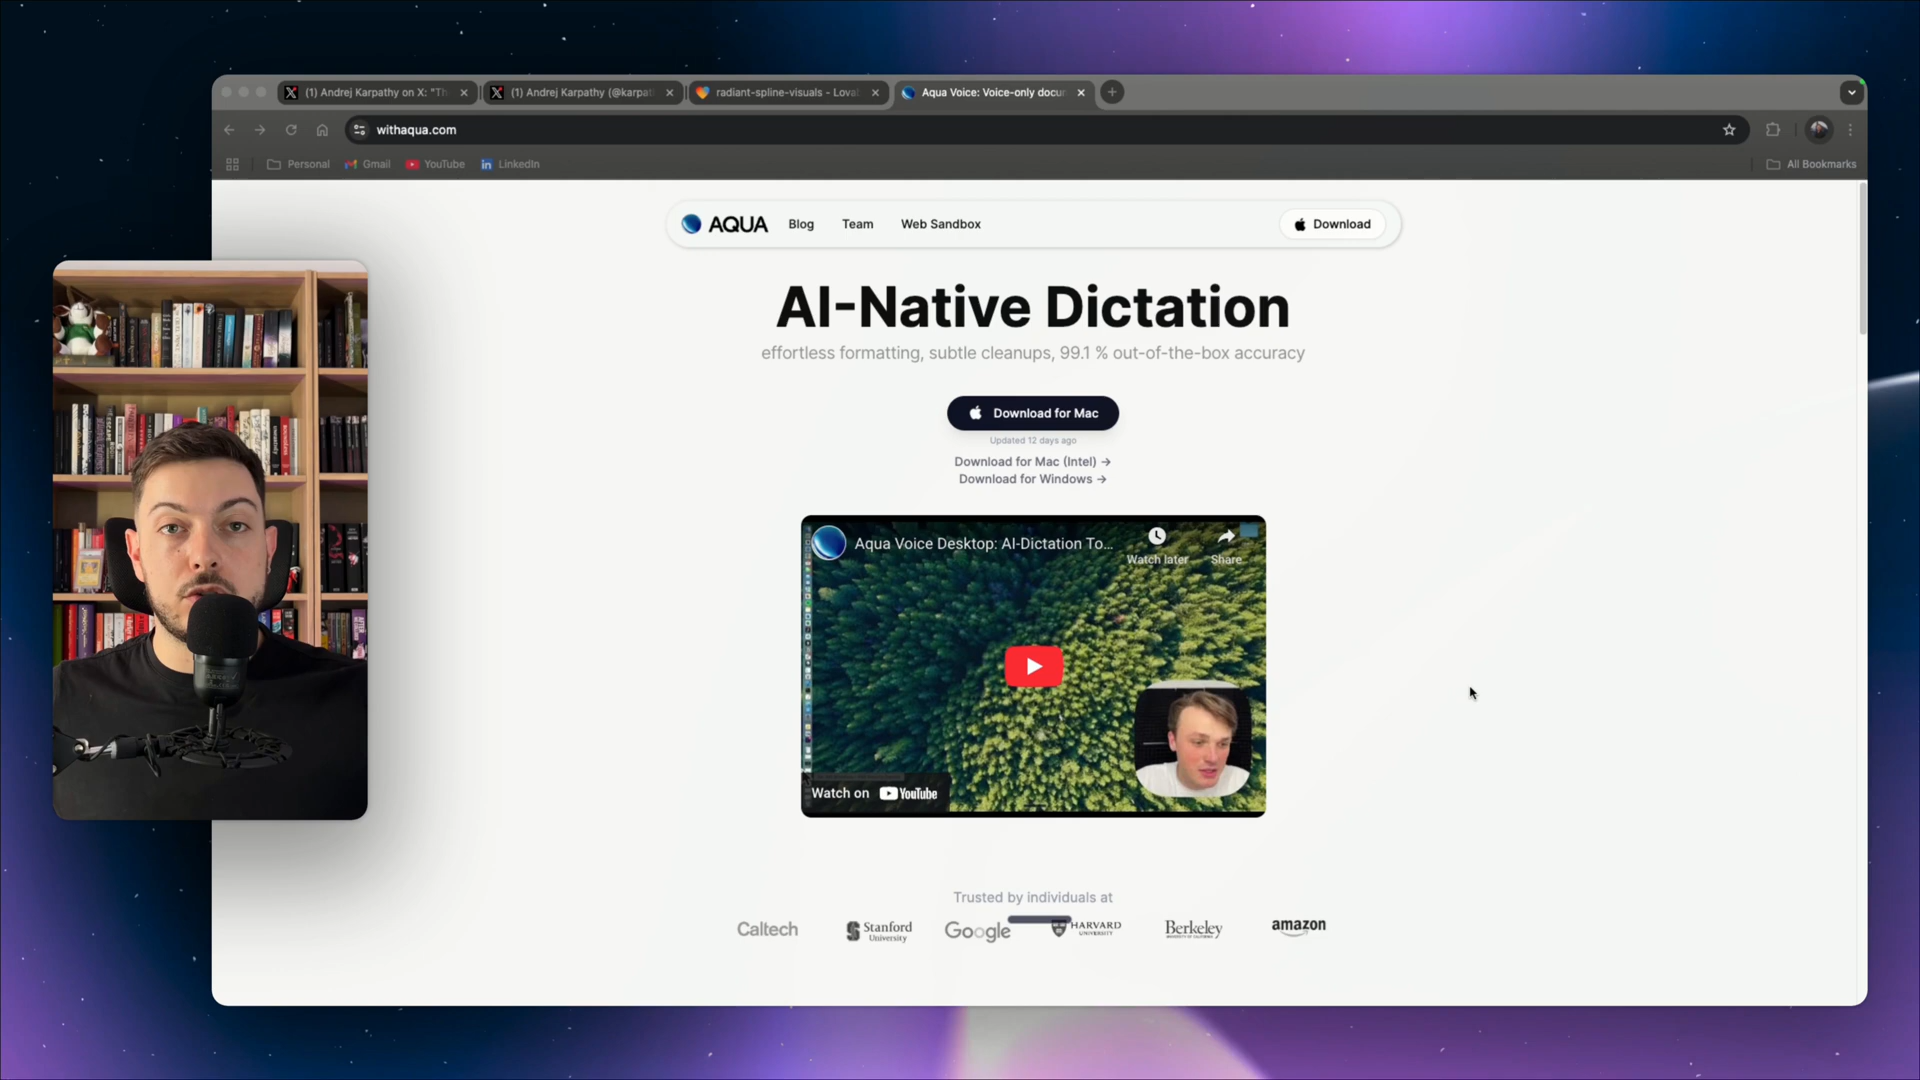 (1) Andrej Karpathy on X: "Th
(1) Andrej Karpathy (@karpat
radiant-spline-visuals - Lova
Aqua Voice: Voice-only docu
withaqua.com
Personal
Gmail
YouTube
LinkedIn
All Bookmarks
AQUA
Blog
Team
Web Sandbox
Download
AI-Native Dictation
effortless formatting, subtle cleanups, 99.1 % out-of-the-box accuracy
Download for Mac
Updated 12 days ago
Download for Mac (Intel) →
Download for Windows →
Aqua Voice Desktop: AI-Dictation To...
Watch later
Share
Watch on YouTube
Trusted by individuals at
Caltech
Stanford
University
Google
HARVARD
UNIVERSITY
Berkeley
amazon